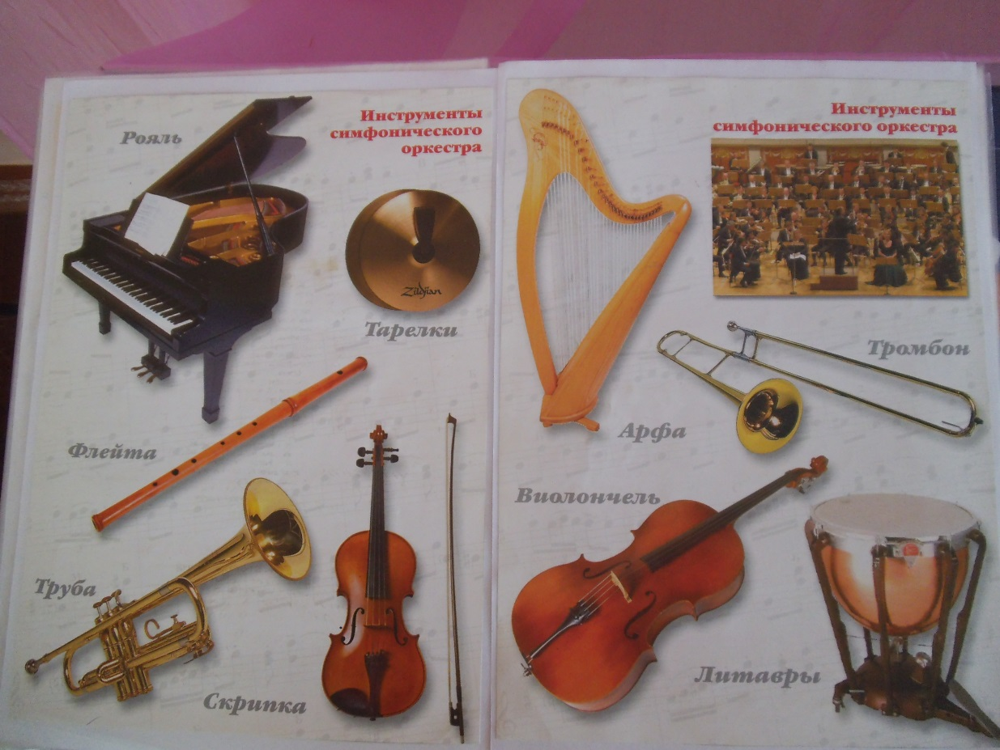 Инструменты
симфонического
оркестра
Рояль
Zildjian
Тарелки
Флейта
Труба
Скрипка
Инструменты
симфонического оркестра
Тромбон
Арфа
Виолончель
Литавры